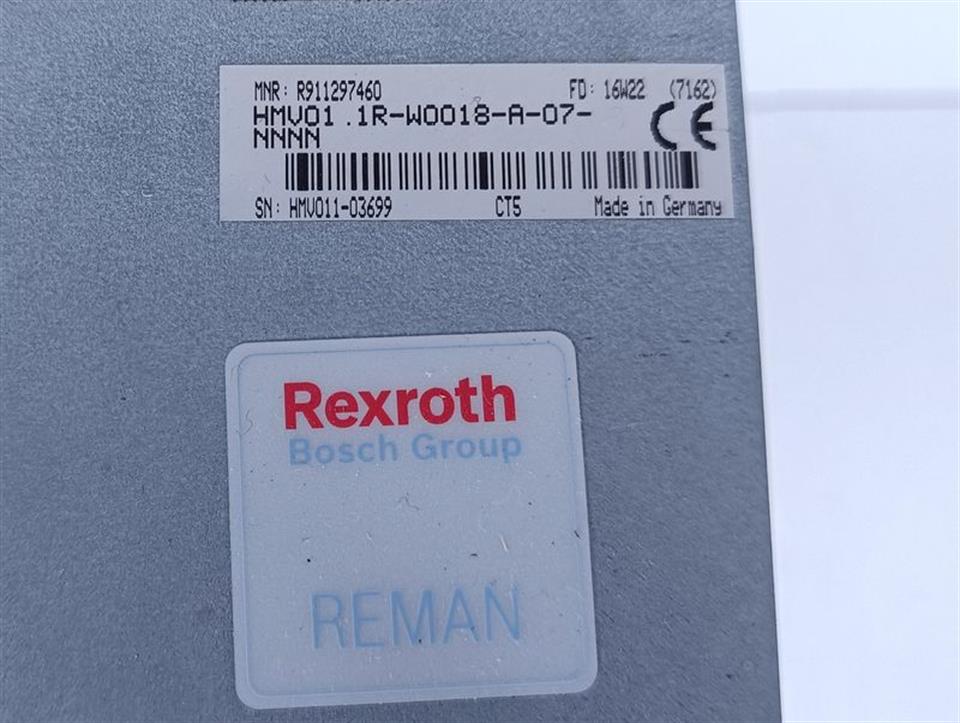 MNR: R911297460 FD: 16W22 (7162)
HMV01.1R-W0018-A-07-
NNNN
CE
SN: HMV011-03699 CT5 Made in Germany
Rexroth
Bosch Group
REMAN